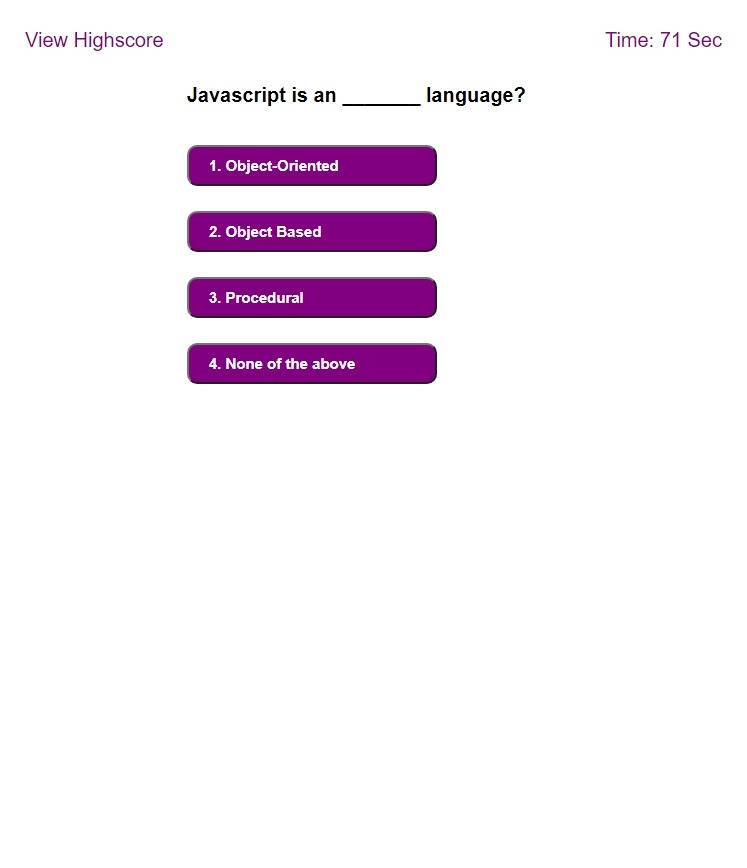 View Highscore
Time: 71 Sec
Javascript is an _______ language?
1. Object-Oriented
2. Object Based
3. Procedural
4. None of the above